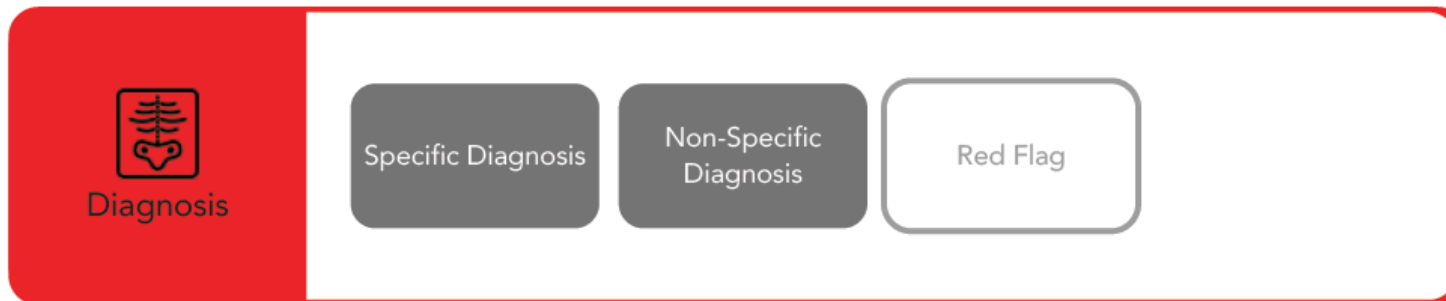 Diagnosis
Specific Diagnosis
Non-Specific
Diagnosis
Red Flag